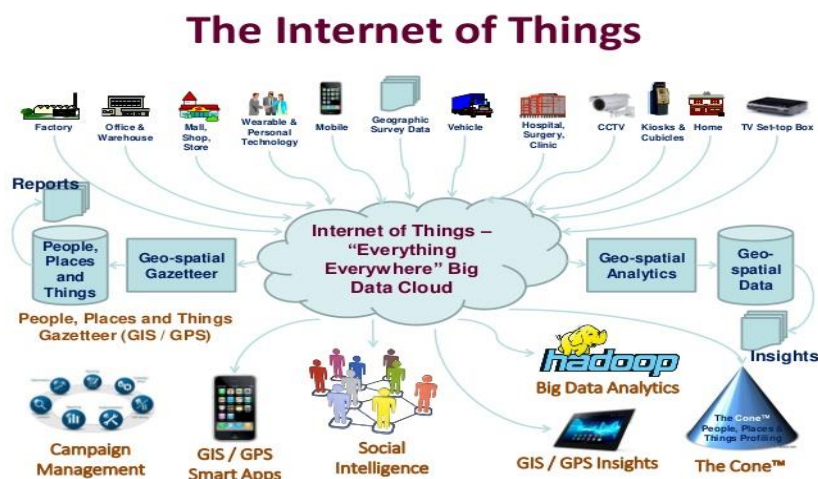 The Internet of Things
Factory
Office &
Warehouse
Mall,
Shop,
Store
Wearable &
Personal
Technology
Mobile
Geographic
Survey Data
Vehicle
Hospital,
Surgery,
Clinic
CCTV
Kiosks &
Cubicles
Home
TV Set-top Box
Reports
People,
Places
and
Things
Geo-spatial
Gazetteer
Internet of Things –
“Everything
Everywhere” Big
Data Cloud
Geo-spatial
Analytics
Geo-
spatial
Data
People, Places and Things
Gazetteer (GIS / GPS)
Insights
hadoop
Big Data Analytics
Campaign
Management
GIS / GPS
Smart Apps
Social
Intelligence
GIS / GPS Insights
The Cone™
People, Places &
Things Profiling
The Cone™